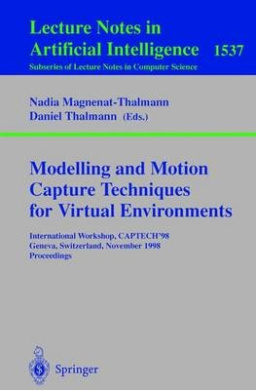 Lecture Notes in
Artificial Intelligence 1537
Subseries of Lecture Notes in Computer Science
Nadia Magnenat-Thalmann
Daniel Thalmann (Eds.)
Modelling and Motion
Capture Techniques
for Virtual Environments
International Workshop, CAPTECH'98
Geneva, Switzerland, November 1998
Proceedings
Springer